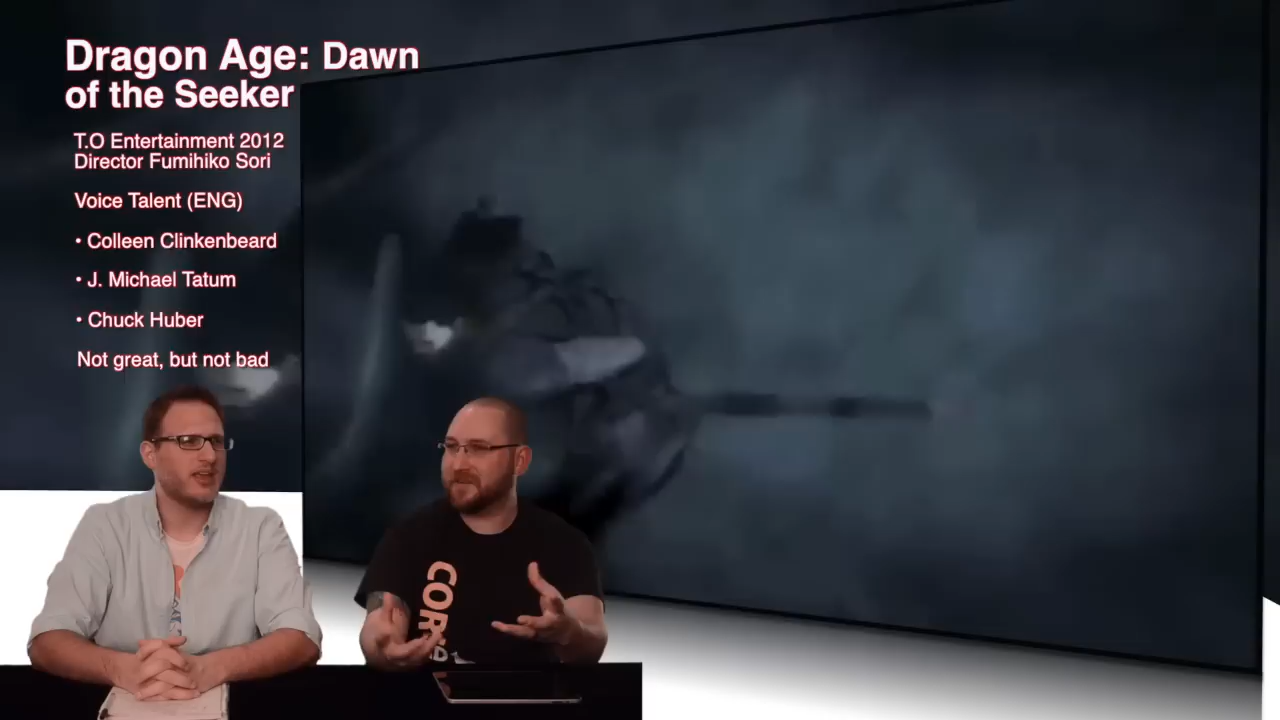 Dragon Age: Dawn
of the Seeker
T.O Entertainment 2012
Director Fumihiko Sori
Voice Talent (ENG)
• Colleen Clinkenbeard
• J. Michael Tatum
• Chuck Huber
Not great, but not bad